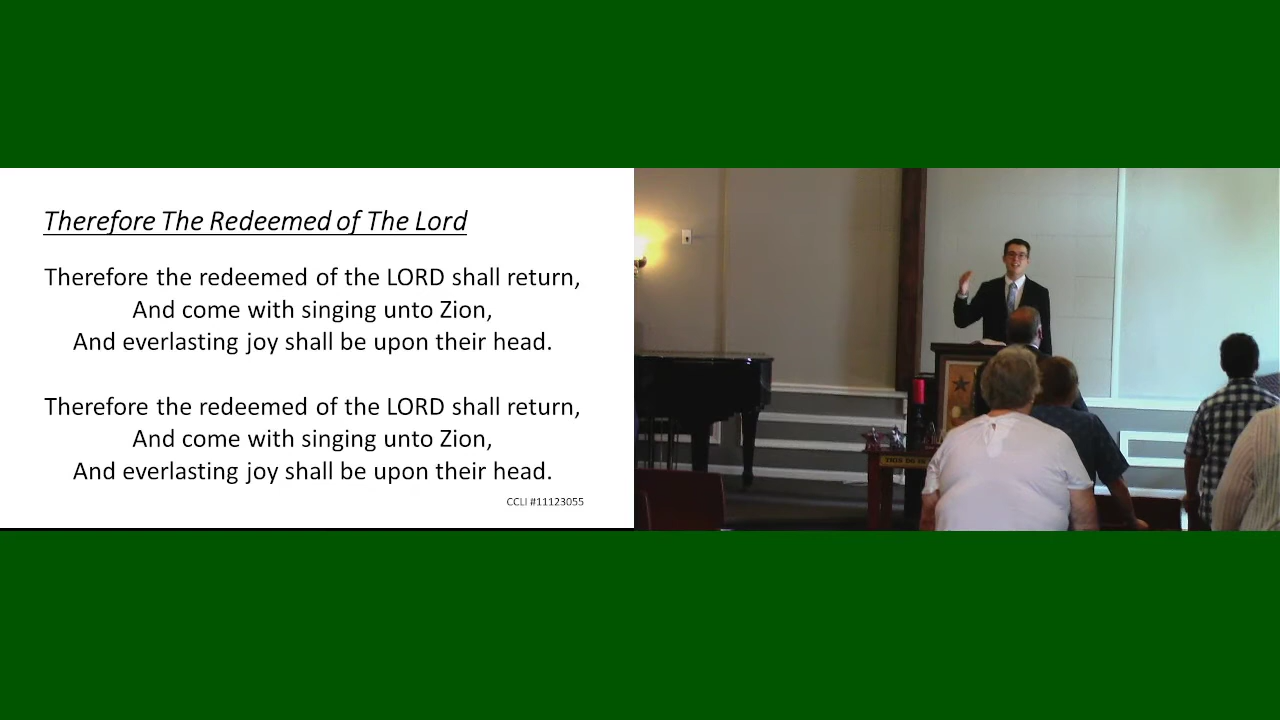 Therefore The Redeemed of The Lord
Therefore the redeemed of the LORD shall return,
And come with singing unto Zion,
And everlasting joy shall be upon their head.
Therefore the redeemed of the LORD shall return,
And come with singing unto Zion,
And everlasting joy shall be upon their head.
CCLI #11123055